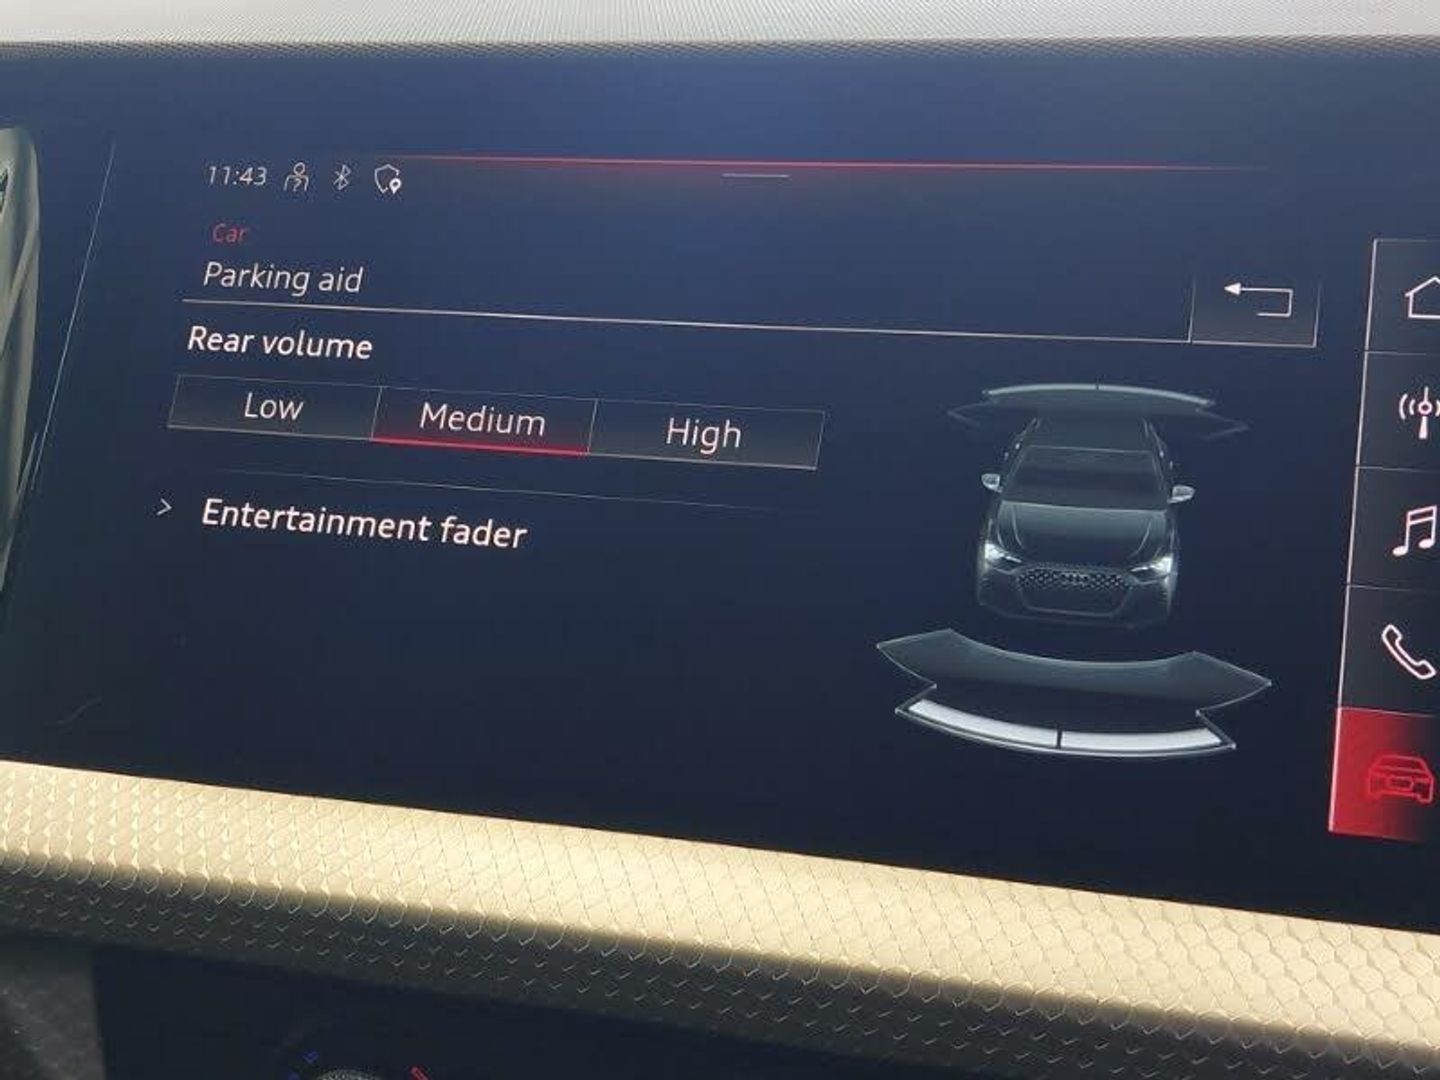 11:43
Car
Parking aid
Rear volume
Low Medium High
> Entertainment fader